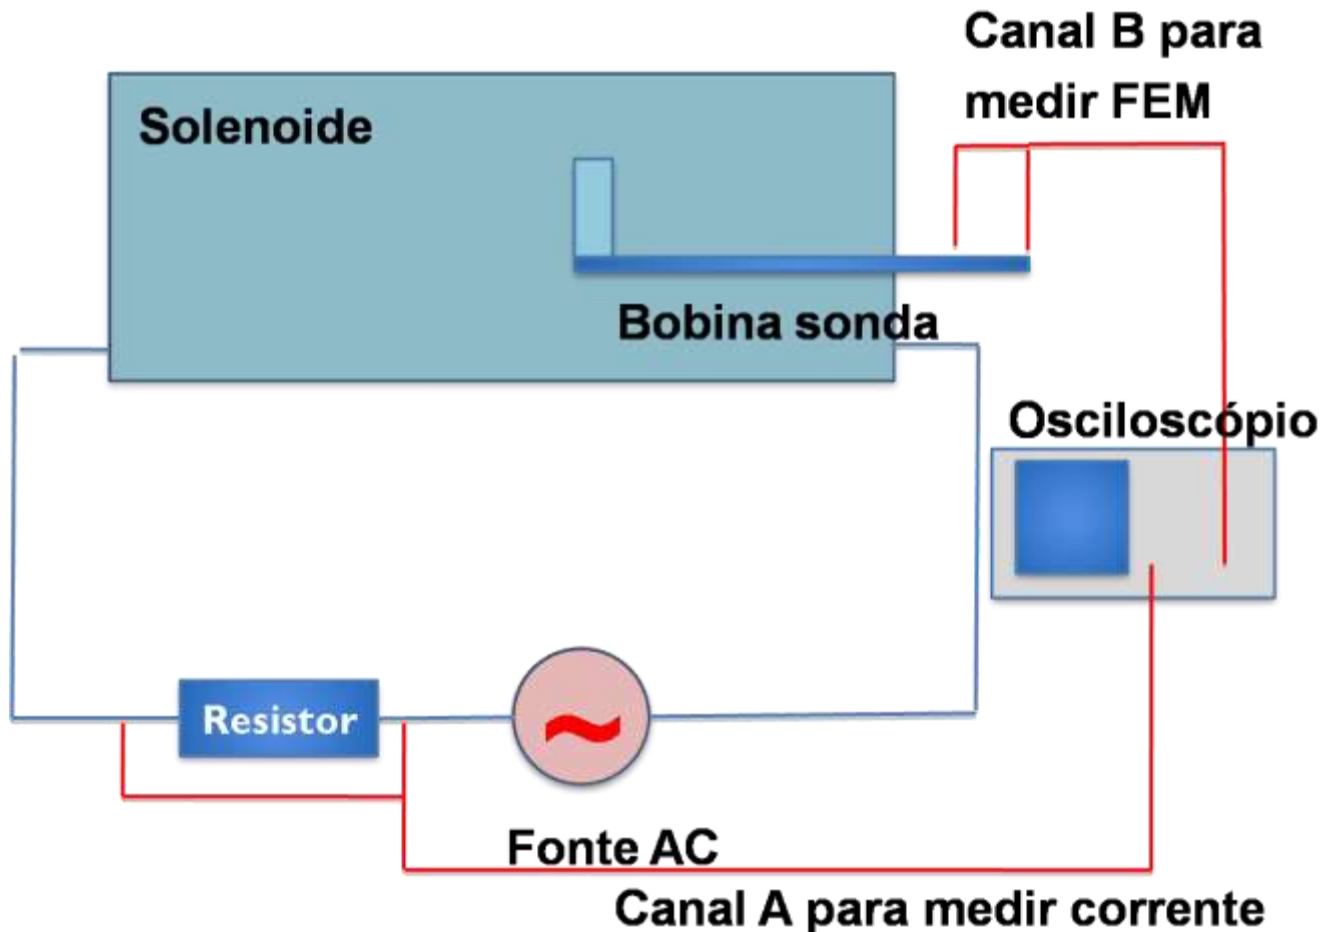 Canal B para
medir FEM
Solenoide
Bobina sonda
Osciloscópio
Resistor
Fonte AC
Canal A para medir corrente